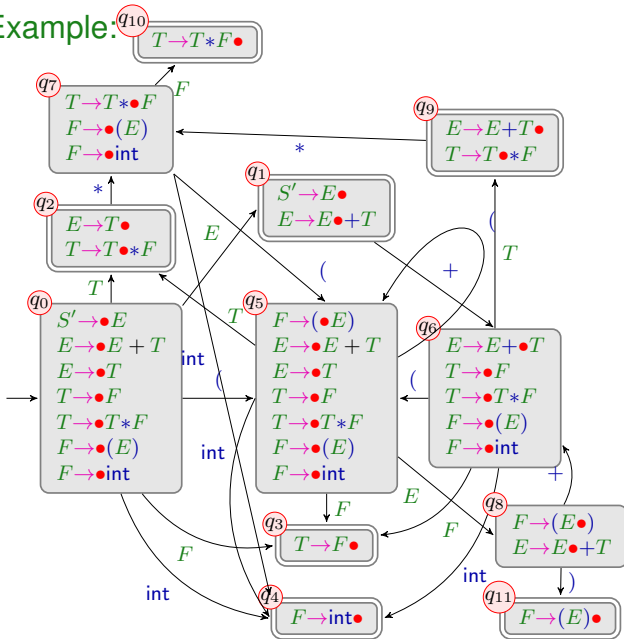 Example:
q10
T→T*F●
q7
T→T*●F
F→●(E)
F→●int
F
q9
E→E+T●
T→T●*F
*
q1
S′→E●
E→E●+T
*
q2
E→T●
T→T●*F
E
(
(
+
T
T
T
q0
S′→●E
E→●E + T
E→●T
T→●F
T→●T*F
F→●(E)
F→●int
int
(
q5
F→(●E)
E→●E + T
E→●T
T→●F
T→●T*F
F→●(E)
F→●int
(
q6
E→E+●T
T→●F
T→●T*F
F→●(E)
F→●int
int
E
+
q8
F→(E●)
E→E●+T
F
F
F
q3
T→F●
int
int
)
q4
F→int●
q11
F→(E)●